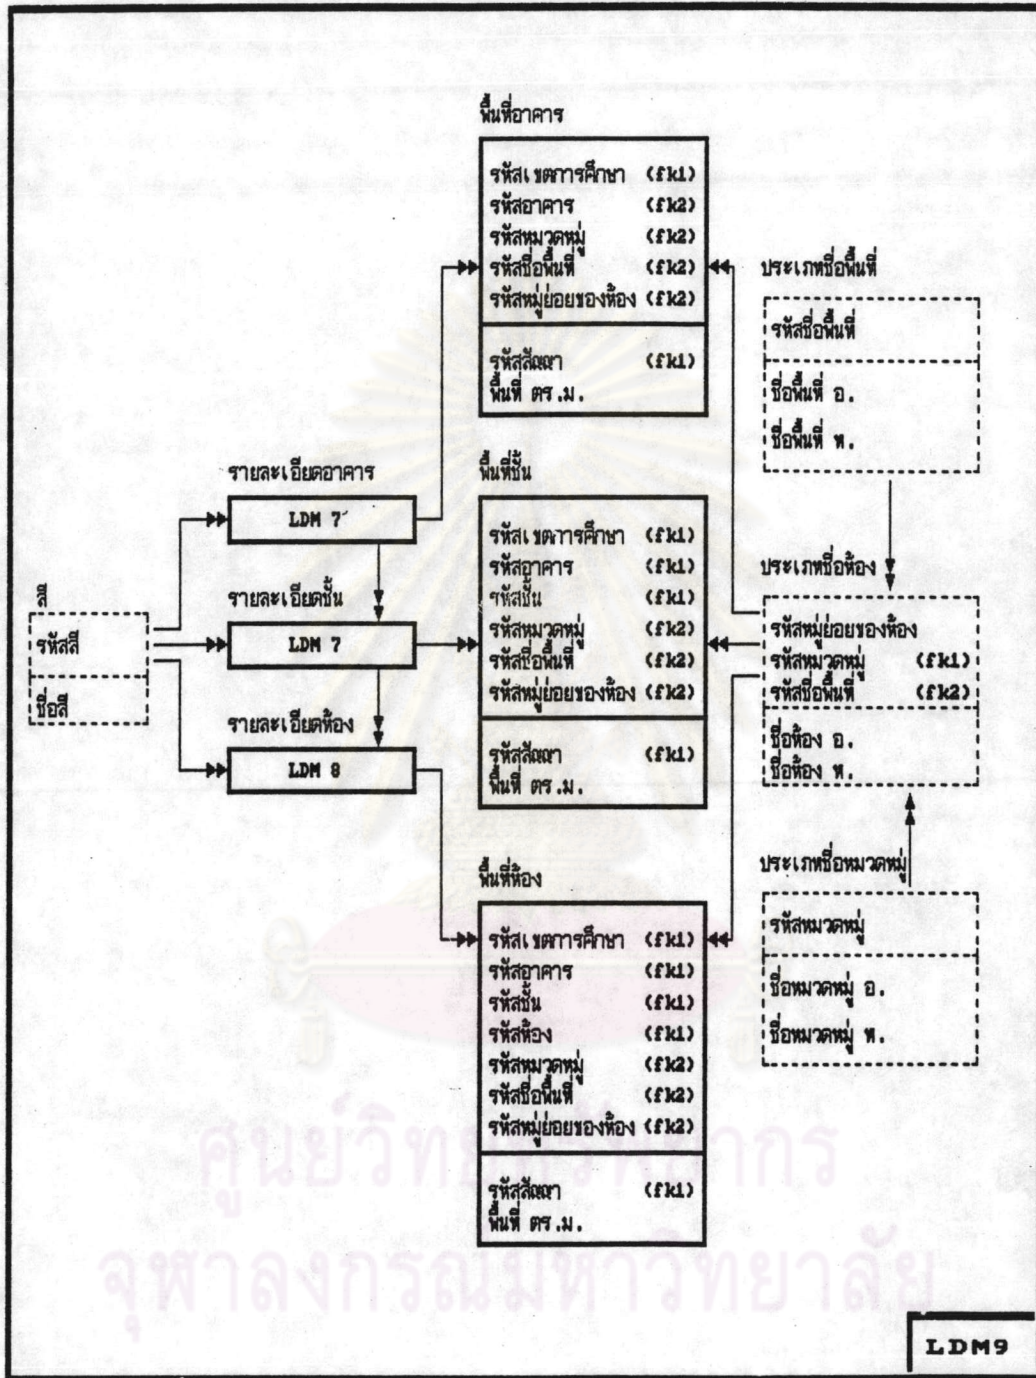 พื้นที่อาคาร
รหัสเขตการศึกษา (fk1)
รหัสอาคาร (fk2)
รหัสหมวดหมู่ (fk2)
รหัสชื่อพื้นที่ (fk2)
รหัสหมู่ย่อยของห้อง (fk2)
รหัสสัญญา (fk1)
พื้นที่ ตร.ม.
ประเภทชื่อพื้นที่
รหัสชื่อพื้นที่
ชื่อพื้นที่ อ.
ชื่อพื้นที่ ท.
รายละเอียดอาคาร
LDM 7
รายละเอียดชั้น
LDM 7
รายละเอียดห้อง
LDM 8
พื้นที่ชั้น
รหัสเขตการศึกษา (fk1)
รหัสอาคาร (fk1)
รหัสชั้น (fk1)
รหัสหมวดหมู่ (fk2)
รหัสชื่อพื้นที่ (fk2)
รหัสหมู่ย่อยของห้อง (fk2)
รหัสสัญญา (fk1)
พื้นที่ ตร.ม.
ประเภทชื่อห้อง
รหัสหมู่ย่อยของห้อง
รหัสหมวดหมู่ (fk1)
รหัสชื่อพื้นที่ (fk2)
ชื่อห้อง อ.
ชื่อห้อง ท.
พื้นที่ห้อง
รหัสเขตการศึกษา (fk1)
รหัสอาคาร (fk1)
รหัสชั้น (fk1)
รหัสห้อง (fk1)
รหัสหมวดหมู่ (fk2)
รหัสชื่อพื้นที่ (fk2)
รหัสหมู่ย่อยของห้อง (fk2)
รหัสสัญญา (fk1)
พื้นที่ ตร.ม.
ประเภทชื่อหมวดหมู่
รหัสหมวดหมู่
ชื่อหมวดหมู่ อ.
ชื่อหมวดหมู่ ท.
ศูนย์วิทยทรัพยากร
จุฬาลงกรณ์มหาวิทยาลัย
LDM9